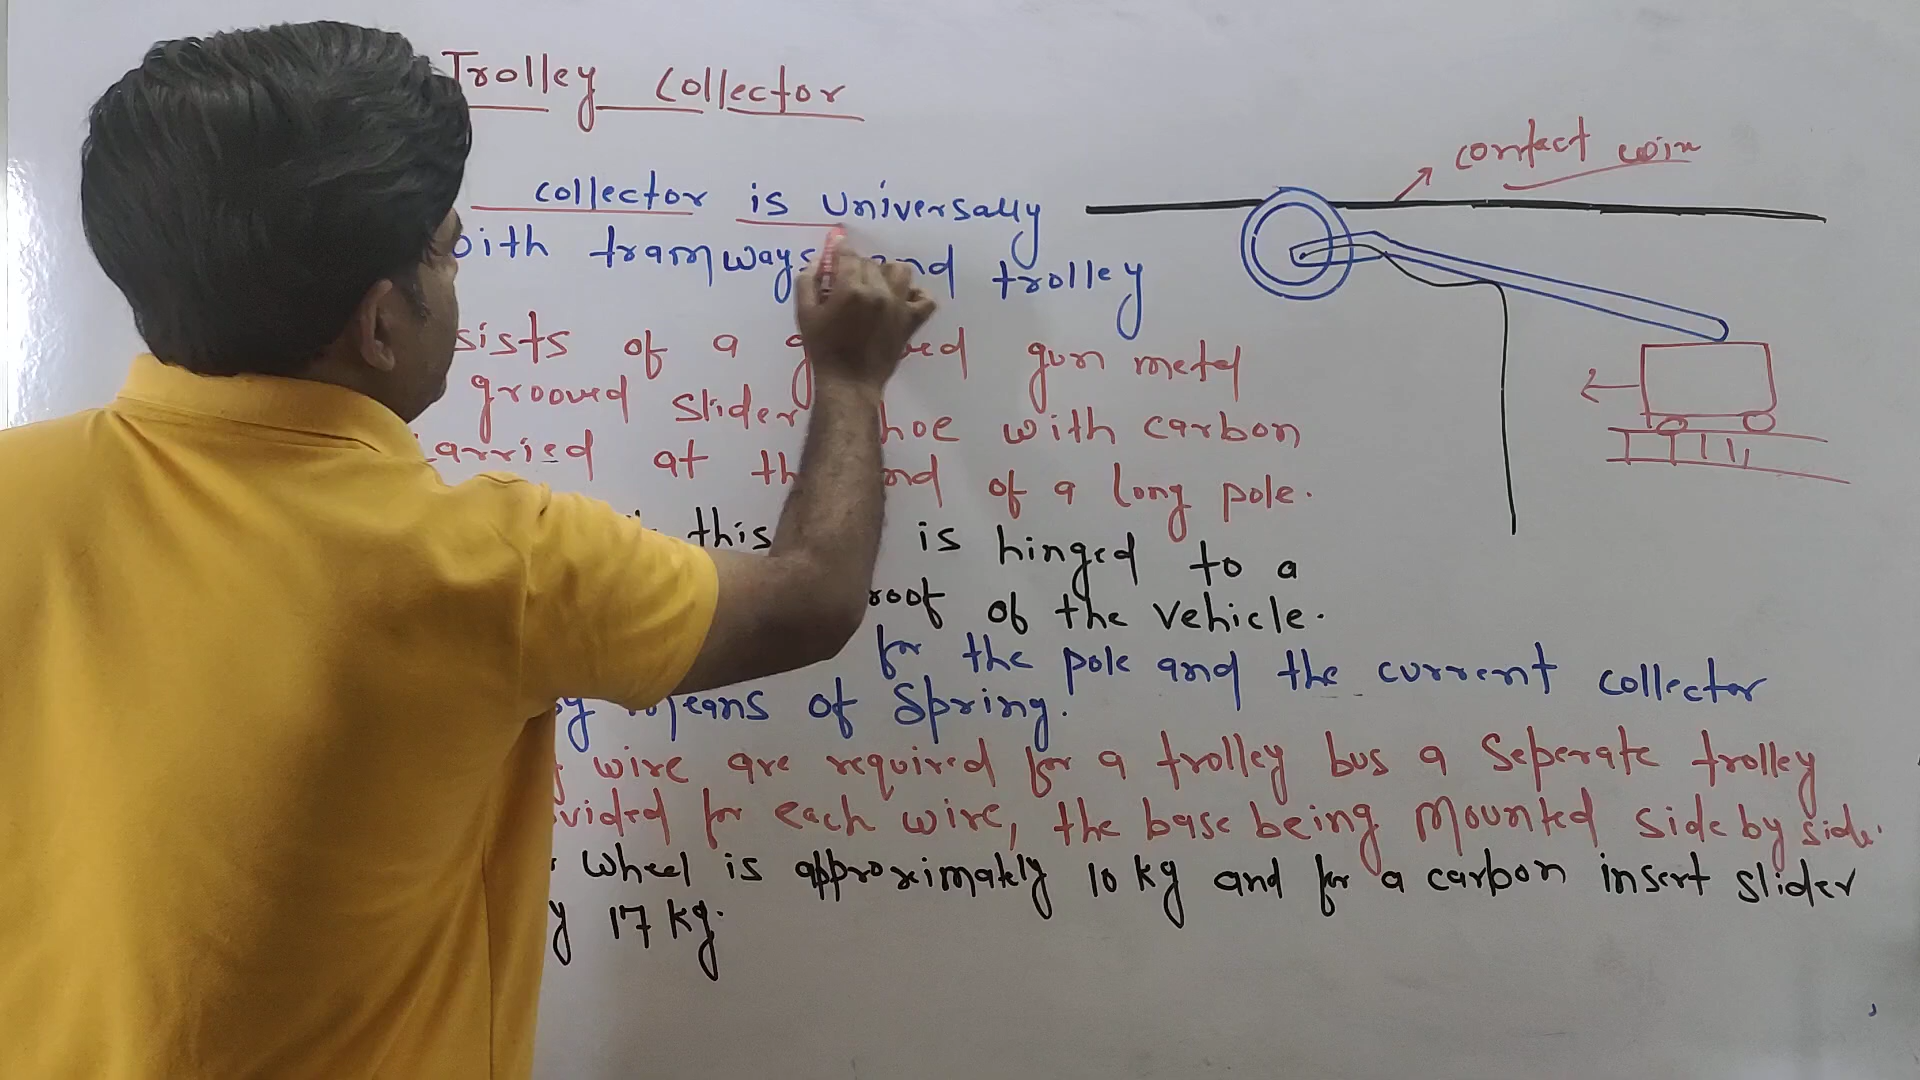 Trolley Collector
contact wire
collector is Universally
with tramways and trolley
of a gun metal
grooved slider shoe with carbon
carried at the end of a long pole.
this is hinged to a
roof of the vehicle.
for the pole and the current collector
by means of spring.
wire are required for a trolley bus a Seperate trolley
for each wire, the base being mounted side by side.
wheel is approximately 10 kg and for a carbon insert slider
17 kg.